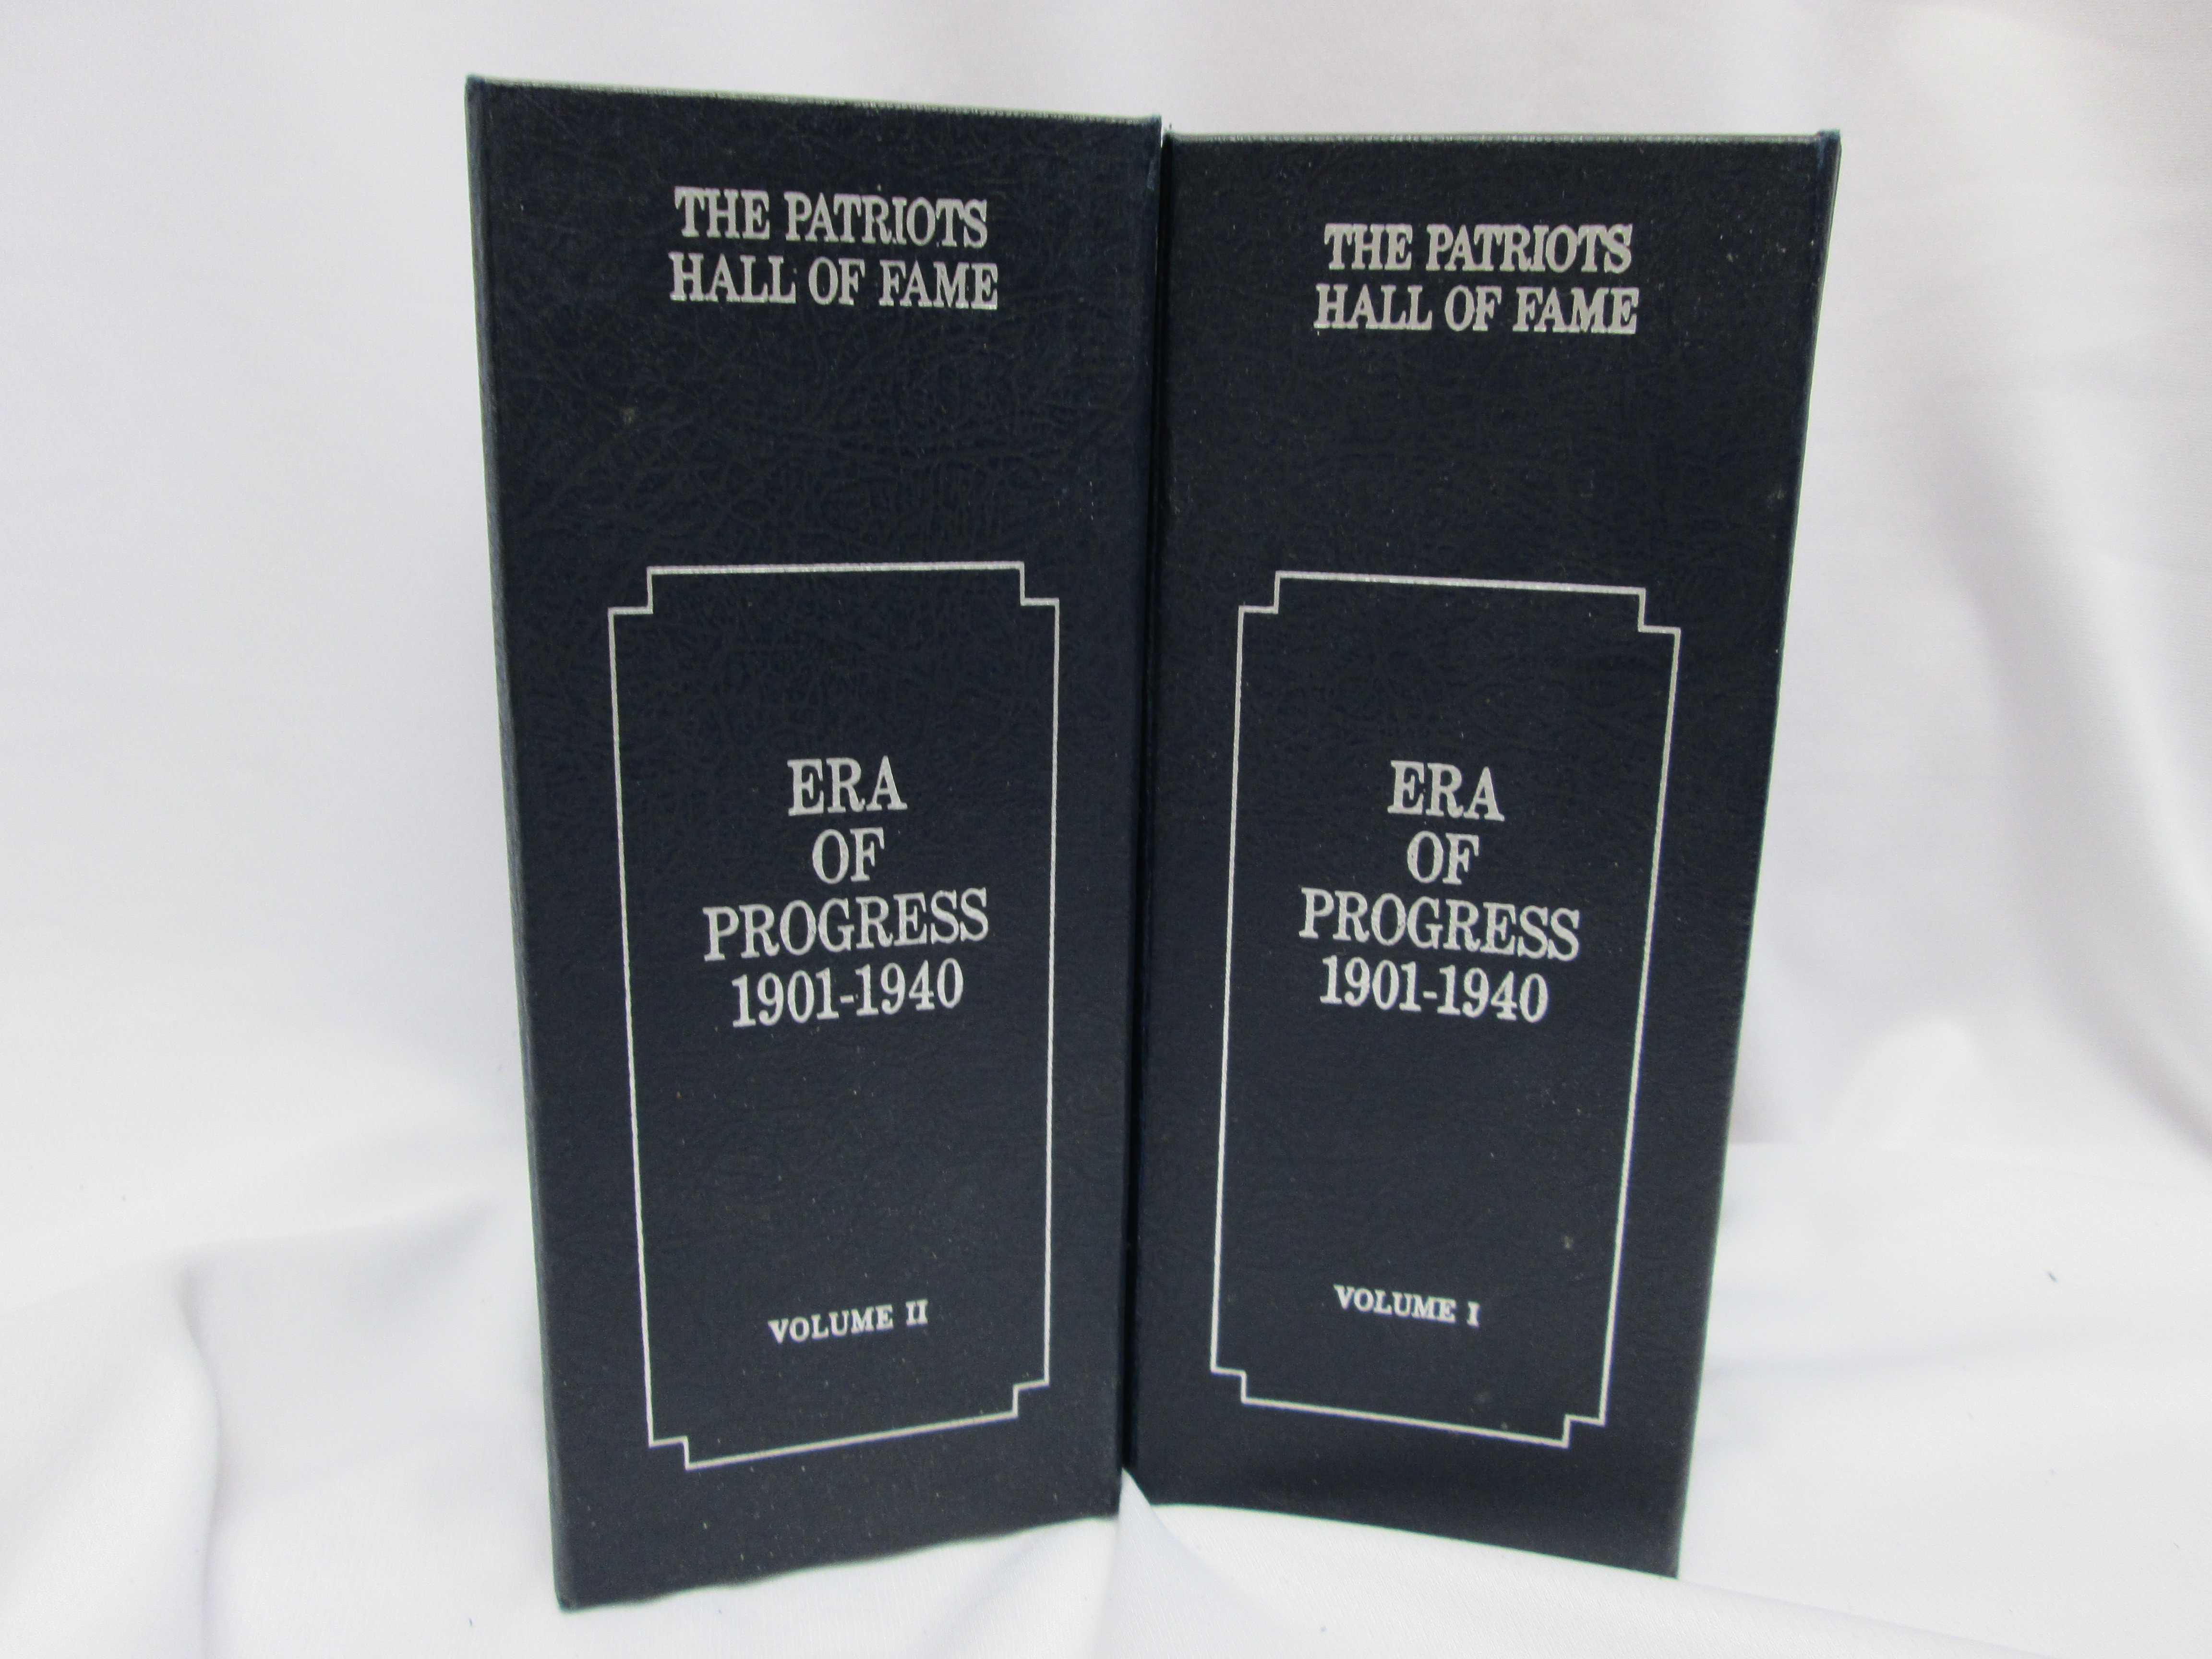 THE PATRIOTS
HALL OF FAME
ERA
OF
PROGRESS
1901-1940
VOLUME II
THE PATRIOTS
HALL OF FAME
ERA
OF
PROGRESS
1901-1940
VOLUME I